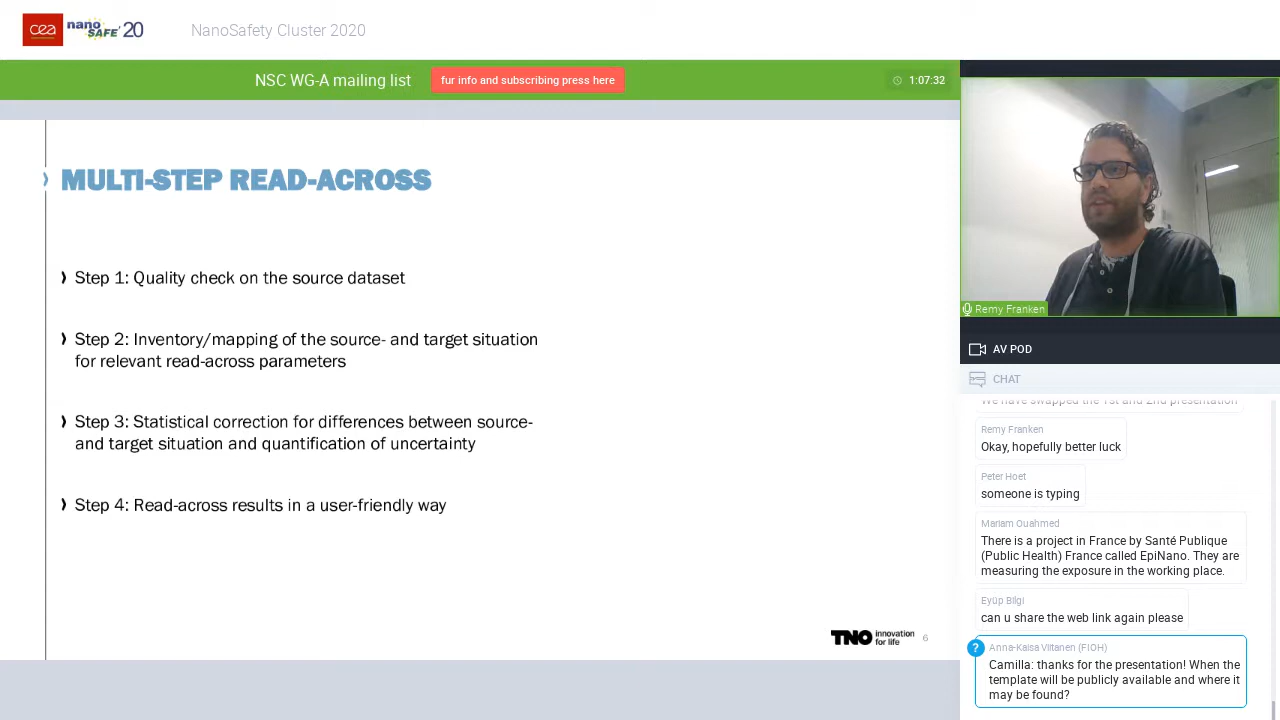 cea nano SAFE'20
NanoSafety Cluster 2020
NSC WG-A mailing list
fur info and subscribing press here
1:07:32
MULTI-STEP READ-ACROSS
Step 1: Quality check on the source dataset
Step 2: Inventory/mapping of the source- and target situation
for relevant read-across parameters
Step 3: Statistical correction for differences between source-
and target situation and quantification of uncertainty
Step 4: Read-across results in a user-friendly way
TNO innovation
for life
6
Remy Franken
AV POD
CHAT
We have swapped the 1st and 2nd presentation
Remy Franken
Okay, hopefully better luck
Peter Hoet
someone is typing
Mariam Ouahmed
There is a project in France by Santé Publique
(Public Health) France called EpiNano. They are
measuring the exposure in the working place.
Eyüp Bilgi
can u share the web link again please
?
Anna-Kaisa Viitanen (FIOH)
Camilla: thanks for the presentation! When the
template will be publicly available and where it
may be found?